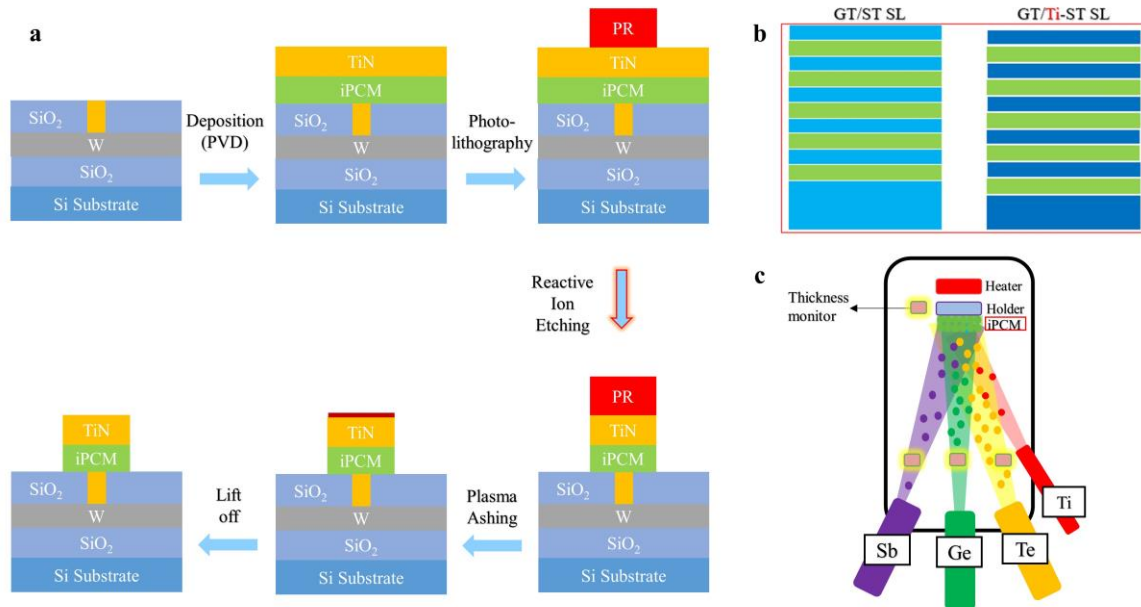 a
SiO2
W
SiO2
Si Substrate
Deposition
(PVD)
TiN
iPCM
SiO2
W
SiO2
Si Substrate
Photo-
lithography
PR
TiN
iPCM
SiO2
W
SiO2
Si Substrate
Reactive
Ion
Etching
PR
TiN
iPCM
SiO2
W
SiO2
Si Substrate
Plasma
Ashing
TiN
iPCM
SiO2
W
SiO2
Si Substrate
Lift
off
TiN
iPCM
SiO2
W
SiO2
Si Substrate
b
GT/ST SL
GT/Ti-ST SL
c
Thickness
monitor
Heater
Holder
iPCM
Sb
Ge
Te
Ti